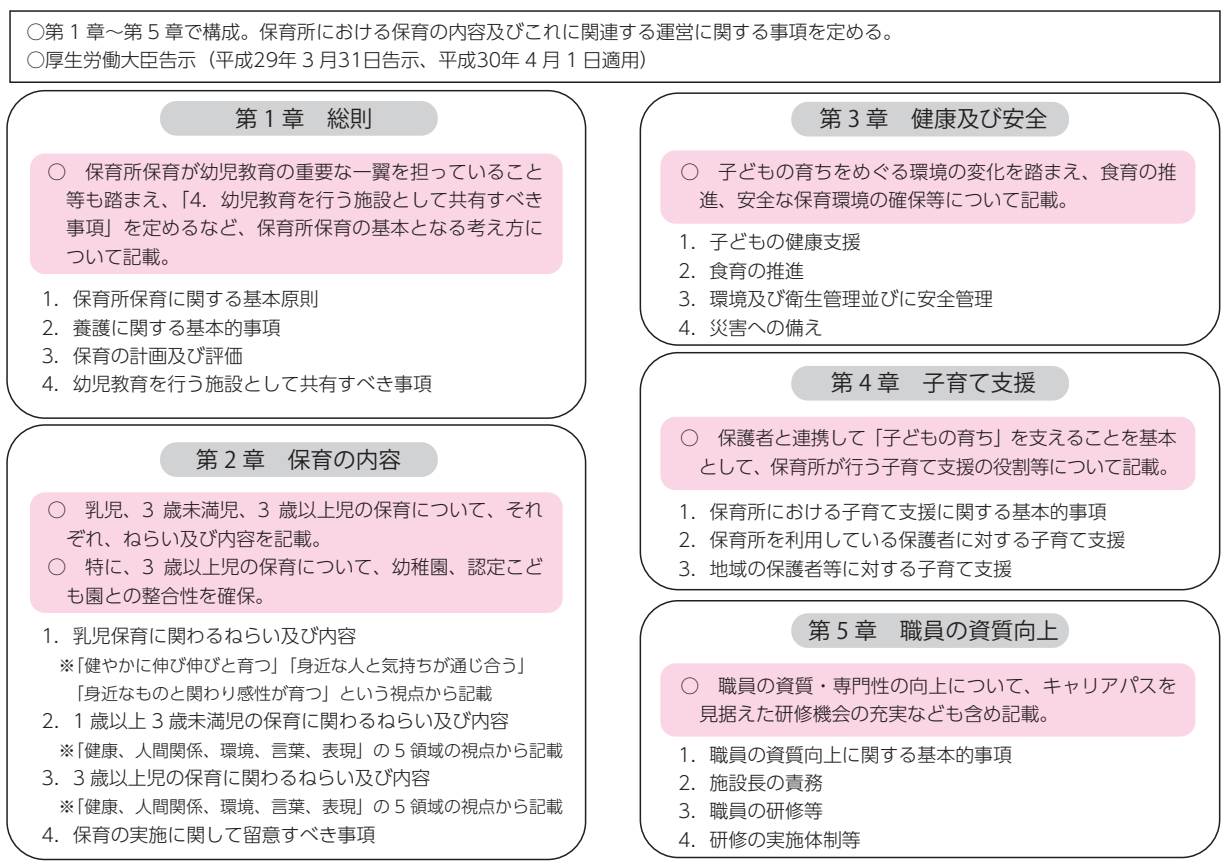 ○第1章～第5章で構成。保育所における保育の内容及びこれに関連する運営に関する事項を定める。
○厚生労働大臣告示（平成29年3月31日告示、平成30年4月1日適用）
第1章　総則
○　保育所保育が幼児教育の重要な一翼を担っていること
等も踏まえ、「4．幼児教育を行う施設として共有すべき
事項」を定めるなど、保育所保育の基本となる考え方に
ついて記載。
1．保育所保育に関する基本原則
2．養護に関する基本的事項
3．保育の計画及び評価
4．幼児教育を行う施設として共有すべき事項
第2章　保育の内容
○　乳児、3歳未満児、3歳以上児の保育について、それ
ぞれ、ねらい及び内容を記載。
○　特に、3歳以上児の保育について、幼稚園、認定こど
も園との整合性を確保。
1．乳児保育に関わるねらい及び内容
※「健やかに伸び伸びと育つ」「身近な人と気持ちが通じ合う」
「身近なものと関わり感性が育つ」という視点から記載
2．1歳以上3歳未満児の保育に関わるねらい及び内容
※「健康、人間関係、環境、言葉、表現」の5領域の視点から記載
3．3歳以上児の保育に関わるねらい及び内容
※「健康、人間関係、環境、言葉、表現」の5領域の視点から記載
4．保育の実施に関して留意すべき事項
第3章　健康及び安全
○　子どもの育ちをめぐる環境の変化を踏まえ、食育の推
進、安全な保育環境の確保等について記載。
1．子どもの健康支援
2．食育の推進
3．環境及び衛生管理並びに安全管理
4．災害への備え
第4章　子育て支援
○　保護者と連携して「子どもの育ち」を支えることを基本
として、保育所が行う子育て支援の役割等について記載。
1．保育所における子育て支援に関する基本的事項
2．保育所を利用している保護者に対する子育て支援
3．地域の保護者等に対する子育て支援
第5章　職員の資質向上
○　職員の資質・専門性の向上について、キャリアパスを
見据えた研修機会の充実なども含め記載。
1．職員の資質向上に関する基本的事項
2．施設長の責務
3．職員の研修等
4．研修の実施体制等